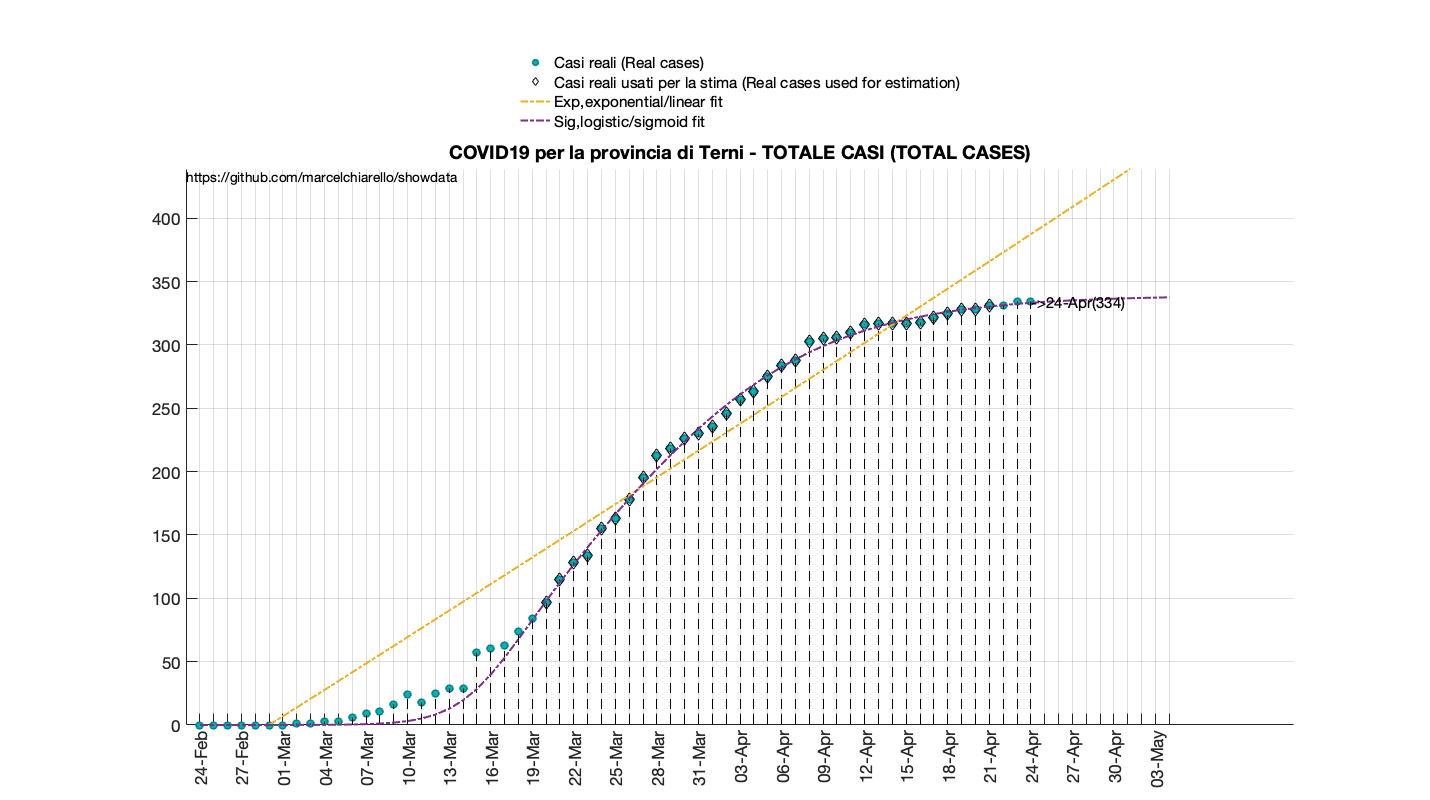 Casi reali (Real cases)
Casi reali usati per la stima (Real cases used for estimation)
Exp,exponential/linear fit
Sig,logistic/sigmoid fit
COVID19 per la provincia di Terni - TOTALE CASI (TOTAL CASES)
https://github.com/marcelchiarello/showdata
400
350
300
250
200
150
100
50
0
->24-Apr(334)
24-Feb
27-Feb
01-Mar
04-Mar
07-Mar
10-Mar
13-Mar
16-Mar
19-Mar
22-Mar
25-Mar
28-Mar
31-Mar
03-Apr
06-Apr
09-Apr
12-Apr
15-Apr
18-Apr
21-Apr
24-Apr
27-Apr
30-Apr
03-May